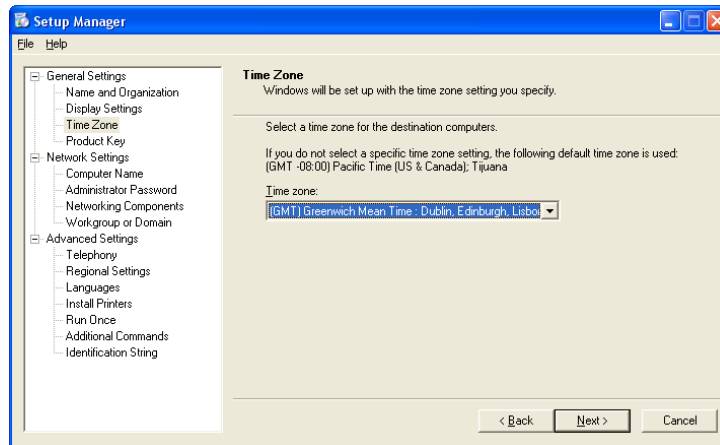 Setup Manager
File Help
General Settings
Name and Organization
Display Settings
Time Zone
Product Key
Network Settings
Computer Name
Administrator Password
Networking Components
Workgroup or Domain
Advanced Settings
Telephony
Regional Settings
Languages
Install Printers
Run Once
Additional Commands
Identification String
Time Zone
Windows will be set up with the time zone setting you specify.
Select a time zone for the destination computers.
If you do not select a specific time zone setting, the following default time zone is used:
(GMT -08:00) Pacific Time (US & Canada); Tijuana
Time zone:
(GMT) Greenwich Mean Time : Dublin, Edinburgh, Lisbo
< Back Next > Cancel